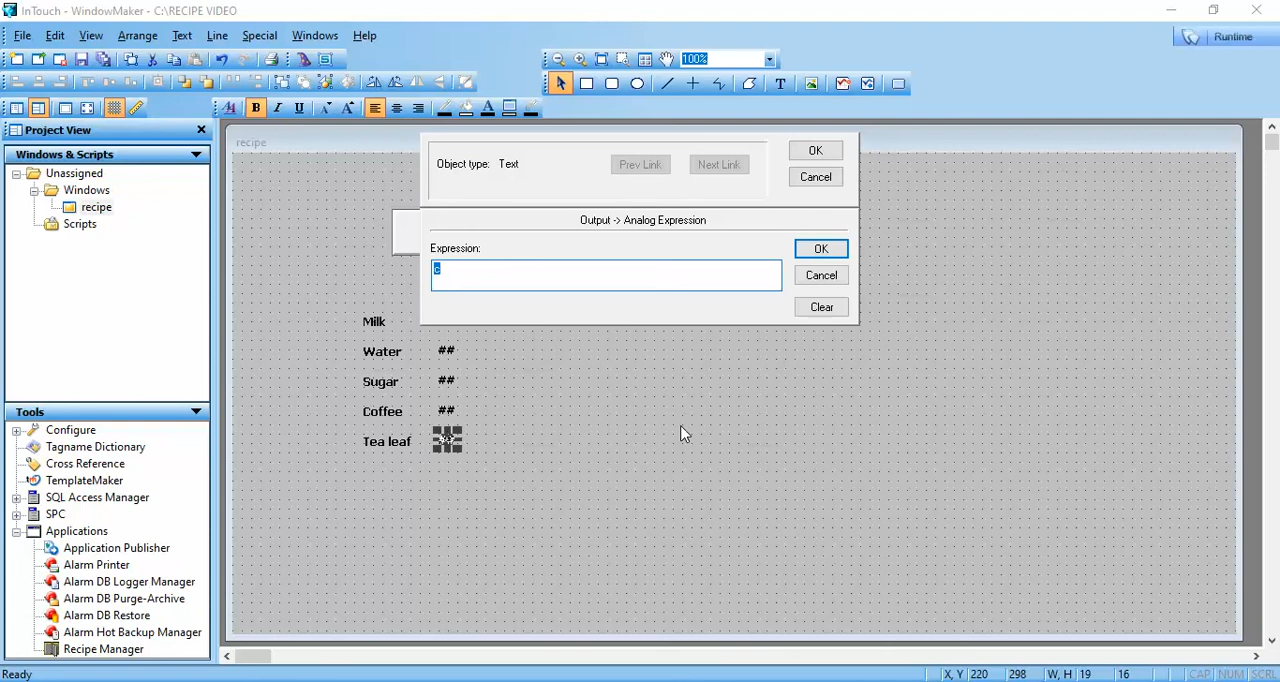 InTouch - WindowMaker - C:\RECIPE VIDEO
File Edit View Arrange Text Line Special Windows Help
Runtime
100%
B I U A A A
Project View
Windows & Scripts
Unassigned
Windows
recipe
Scripts
Tools
Configure
Tagname Dictionary
Cross Reference
TemplateMaker
SQL Access Manager
SPC
Applications
Application Publisher
Alarm Printer
Alarm DB Logger Manager
Alarm DB Purge-Archive
Alarm DB Restore
Alarm Hot Backup Manager
Recipe Manager
recipe
Object type: Text
Prev Link Next Link
OK
Cancel
Output -> Analog Expression
Expression:
c
OK
Cancel
Clear
Milk
Water ##
Sugar ##
Coffee ##
Tea leaf
Ready
X, Y 220 298 W, H 19 16 CAP NUM SCRL